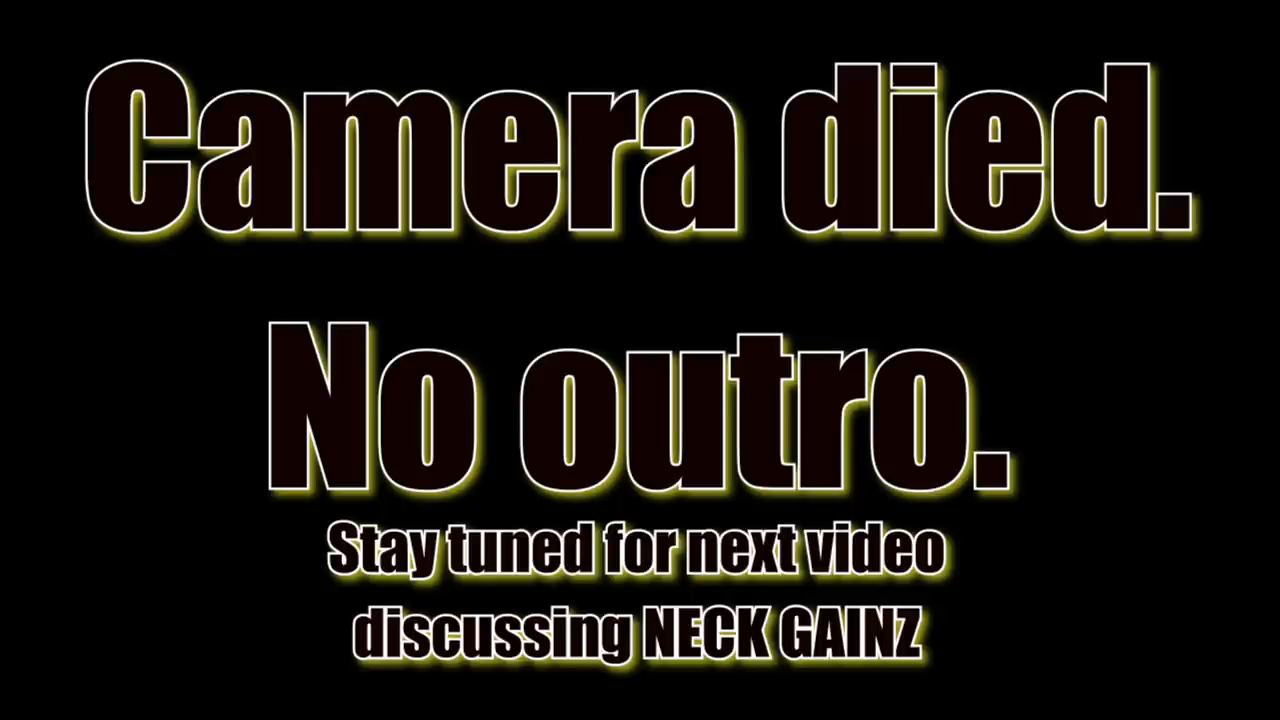 Camera died.
No outro.
Stay tuned for next video
discussing NECK GAINZ